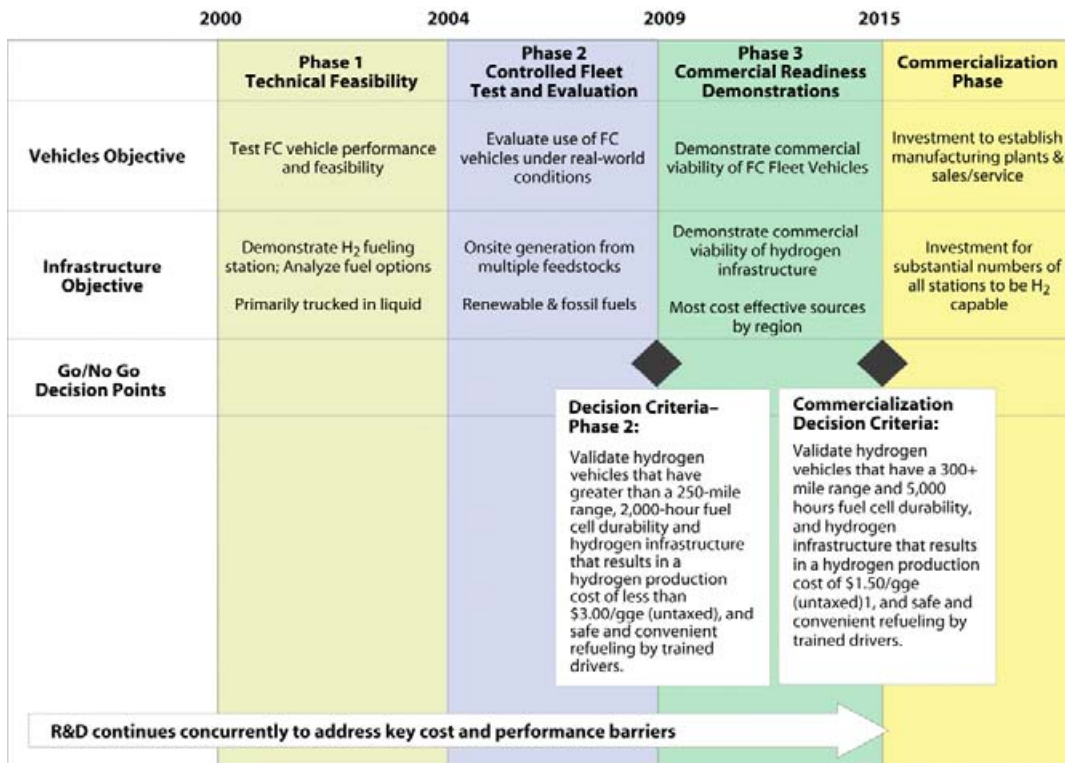 2000 2004 2009 2015
Phase 1
Technical Feasibility
Phase 2
Controlled Fleet
Test and Evaluation
Phase 3
Commercial Readiness
Demonstrations
Commercialization
Phase
Vehicles Objective
Test FC vehicle performance
and feasibility
Evaluate use of FC
vehicles under real-world
conditions
Demonstrate commercial
viability of FC Fleet Vehicles
Investment to establish
manufacturing plants &
sales/service
Infrastructure
Objective
Demonstrate H₂ fueling
station; Analyze fuel options
Primarily trucked in liquid
Onsite generation from
multiple feedstocks
Renewable & fossil fuels
Demonstrate commercial
viability of hydrogen
infrastructure
Most cost effective sources
by region
Investment for
substantial numbers of
all stations to be H₂
capable
Go/No Go
Decision Points
Decision Criteria–
Phase 2:
Validate hydrogen
vehicles that have
greater than a 250-mile
range, 2,000-hour fuel
cell durability and
hydrogen infrastructure
that results in a
hydrogen production
cost of less than
$3.00/gge (untaxed), and
safe and convenient
refueling by trained
drivers.
Commercialization
Decision Criteria:
Validate hydrogen
vehicles that have a 300+
mile range and 5,000
hours fuel cell durability,
and hydrogen
infrastructure that results
in a hydrogen production
cost of $1.50/gge
(untaxed)1, and safe and
convenient refueling by
trained drivers.
R&D continues concurrently to address key cost and performance barriers